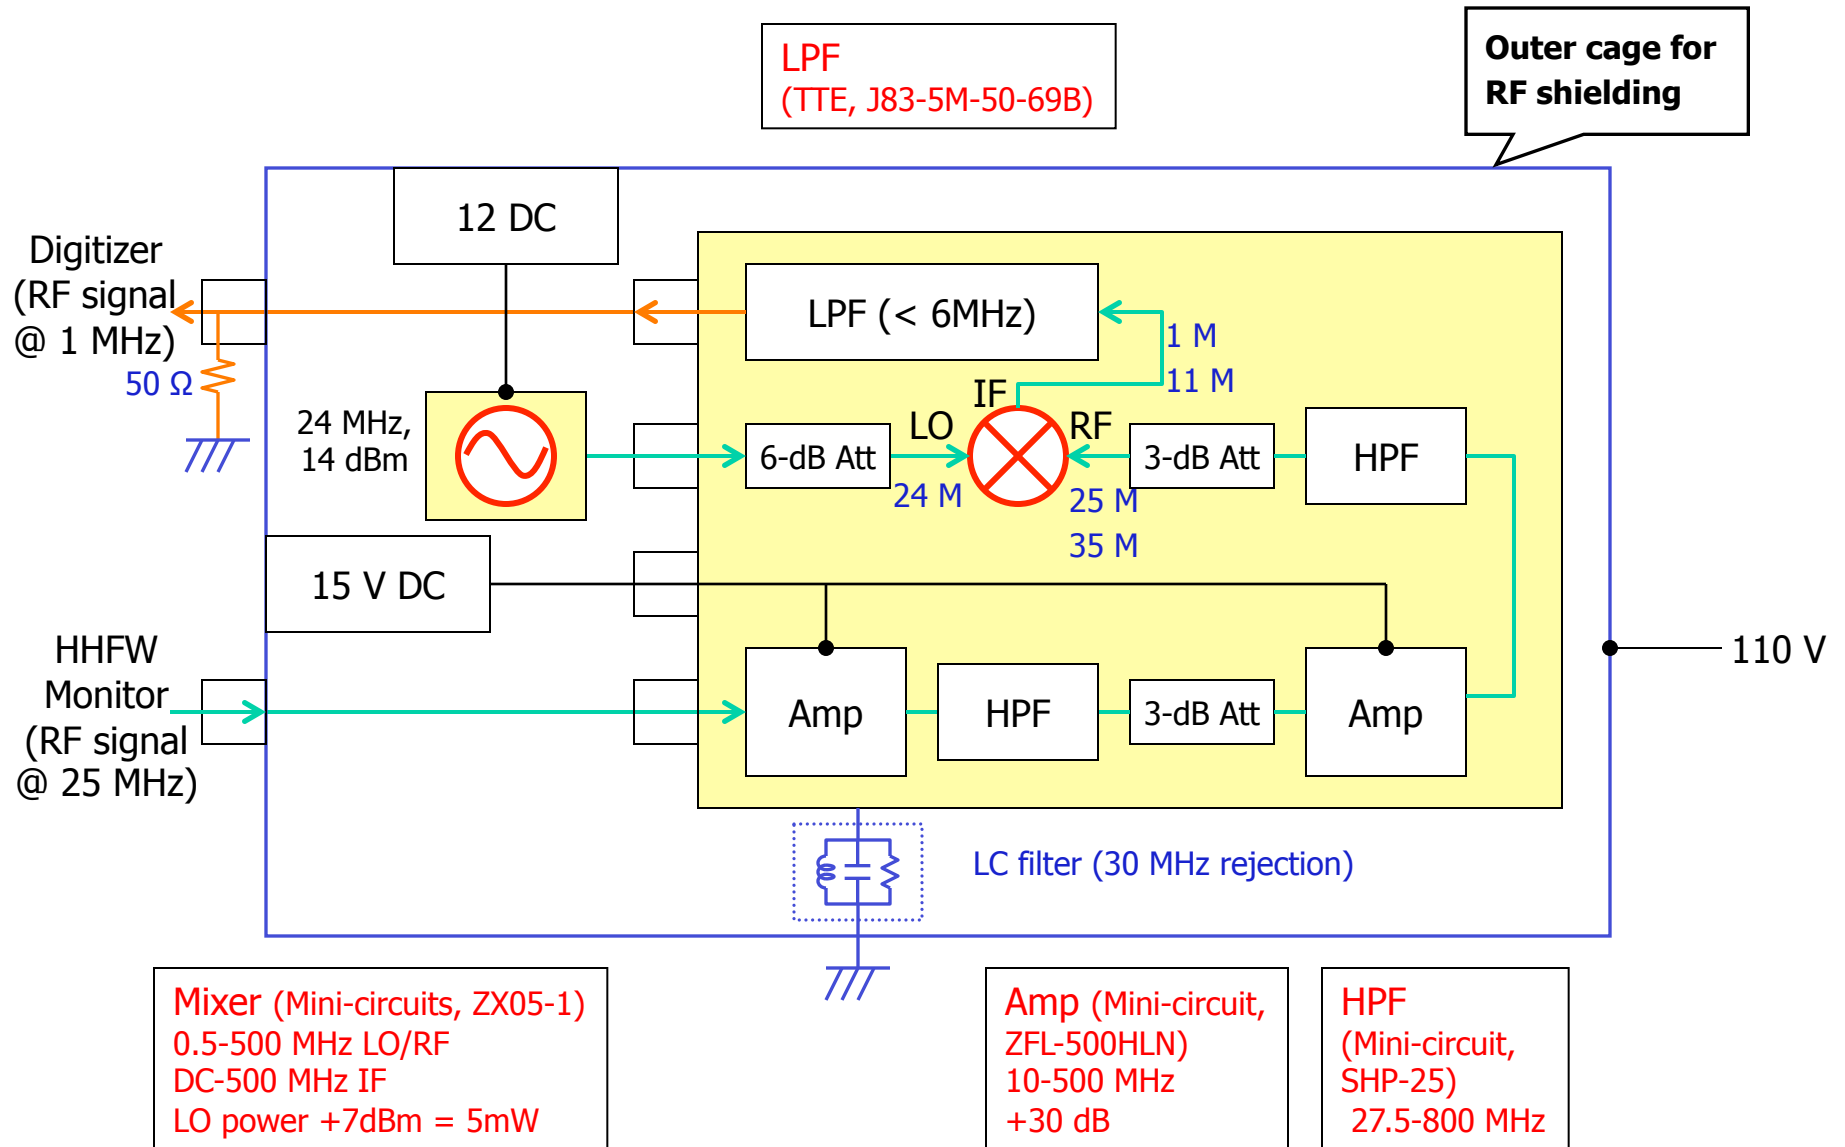 LPF
(TTE, J83-5M-50-69B)
Outer cage for
RF shielding
12 DC
Digitizer
(RF signal
@ 1 MHz)
50 Ω
LPF (< 6MHz)
1 M
11 M
IF
LO
RF
24 MHz,
14 dBm
6-dB Att
3-dB Att
HPF
24 M
25 M
35 M
15 V DC
HHFW
Monitor
(RF signal
@ 25 MHz)
Amp
HPF
3-dB Att
Amp
110 V
LC filter (30 MHz rejection)
Mixer (Mini-circuits, ZX05-1)
0.5-500 MHz LO/RF
DC-500 MHz IF
LO power +7dBm = 5mW
Amp (Mini-circuit,
ZFL-500HLN)
10-500 MHz
+30 dB
HPF
(Mini-circuit,
SHP-25)
27.5-800 MHz